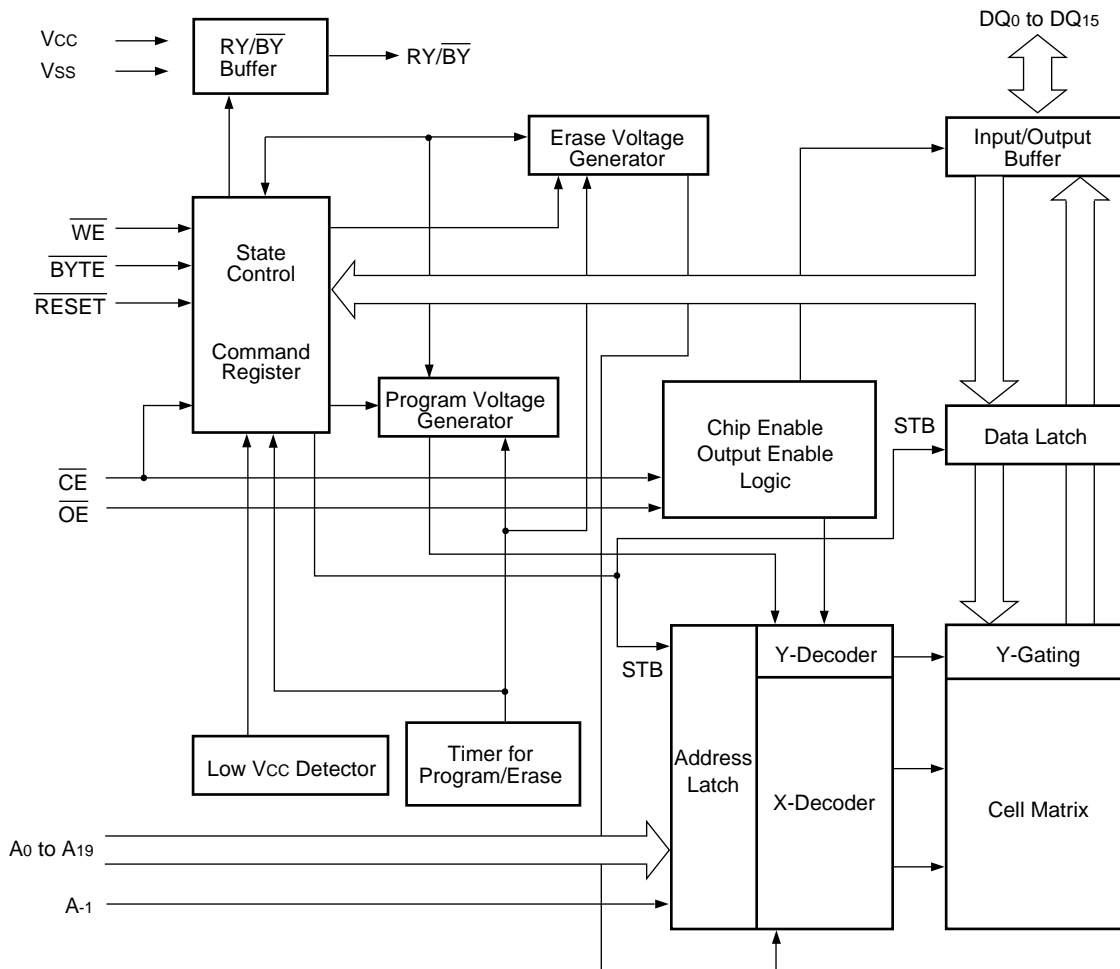 VCC
VSS
RY/BY
Buffer
RY/BY
DQ0 to DQ15
Erase Voltage
Generator
Input/Output
Buffer
WE
BYTE
RESET
State
Control
Command
Register
Program Voltage
Generator
Chip Enable
Output Enable
Logic
STB
Data Latch
CE
OE
STB
Y-Decoder
Y-Gating
Low VCC Detector
Timer for
Program/Erase
Address
Latch
X-Decoder
Cell Matrix
A0 to A19
A-1